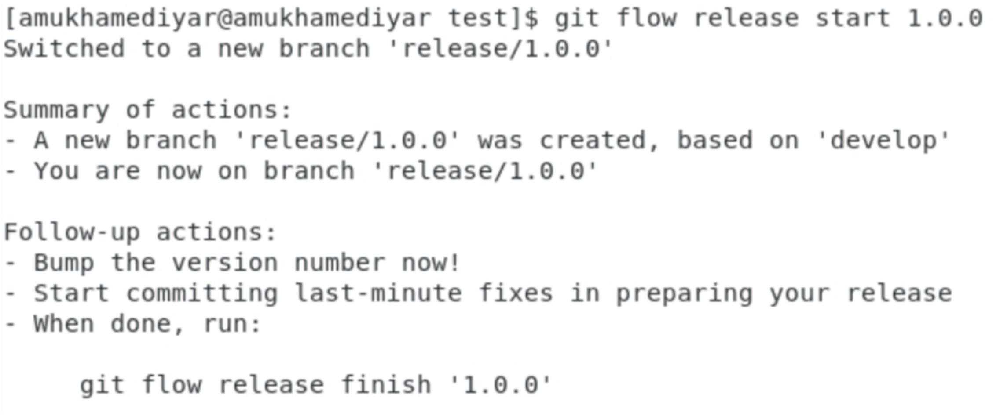 [amukhamediyar@amukhamediyar test]$ git flow release start 1.0.0
Switched to a new branch 'release/1.0.0'
Summary of actions:
- A new branch 'release/1.0.0' was created, based on 'develop'
- You are now on branch 'release/1.0.0'
Follow-up actions:
- Bump the version number now!
- Start committing last-minute fixes in preparing your release
- When done, run:
git flow release finish '1.0.0'